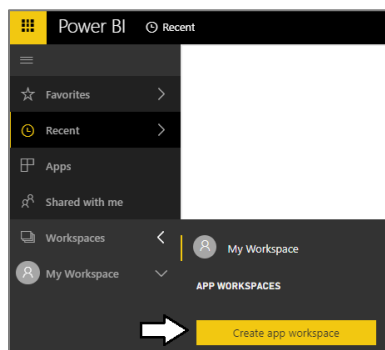 Power BI Recent
Favorites
Recent
Apps
Shared with me
Workspaces
My Workspace
My Workspace
APP WORKSPACES
Create app workspace